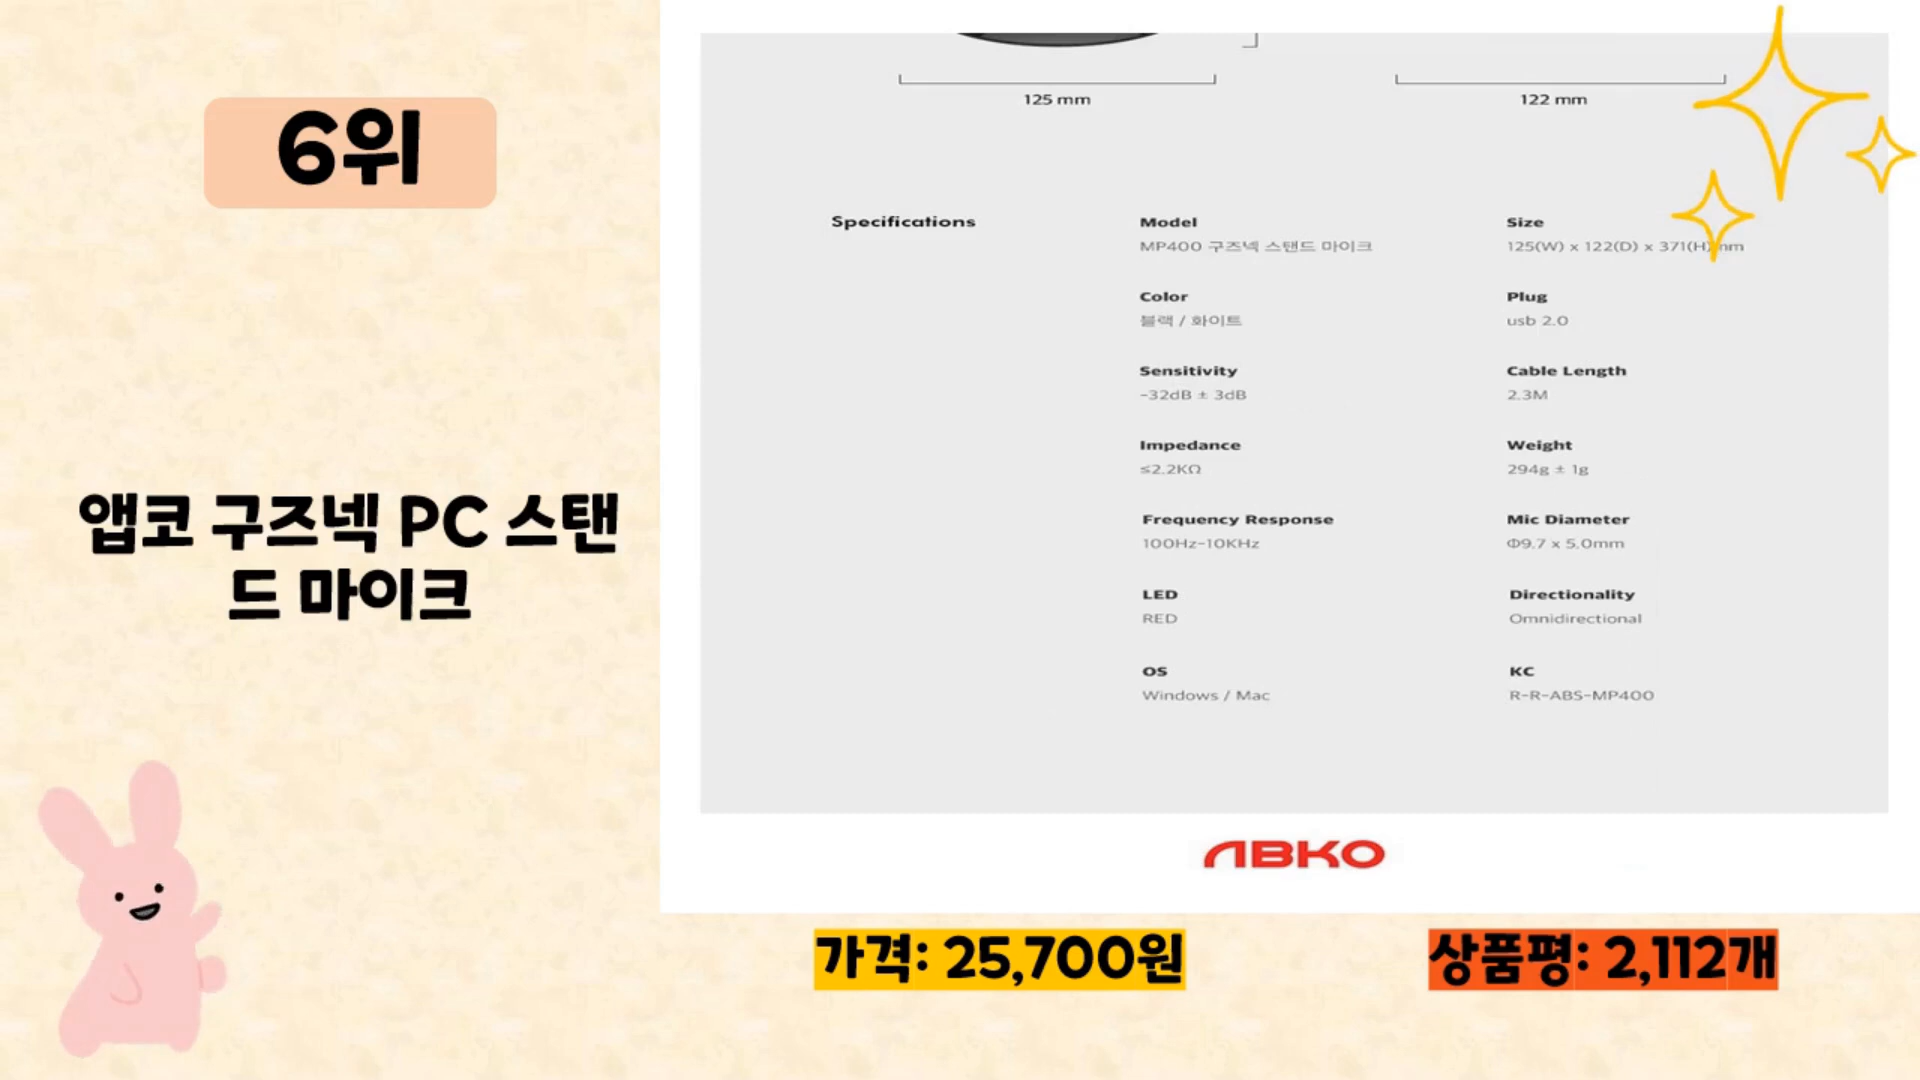 6위
앱코 구즈넥 PC 스탠
드 마이크
125 mm
122 mm
Specifications
Model
MP400 구즈넥 스탠드 마이크
Size
125(W) x 122(D) x 371(H) mm
Color
블랙 / 화이트
Plug
usb 2.0
Sensitivity
-32dB ± 3dB
Cable Length
2.3M
Impedance
≤2.2KΩ
Weight
294g ± 1g
Frequency Response
100Hz-10KHz
Mic Diameter
Φ9.7 x 5.0mm
LED
RED
Directionality
Omnidirectional
OS
Windows / Mac
KC
R-R-ABS-MP400
ABKO
가격: 25,700원
상품평: 2,112개